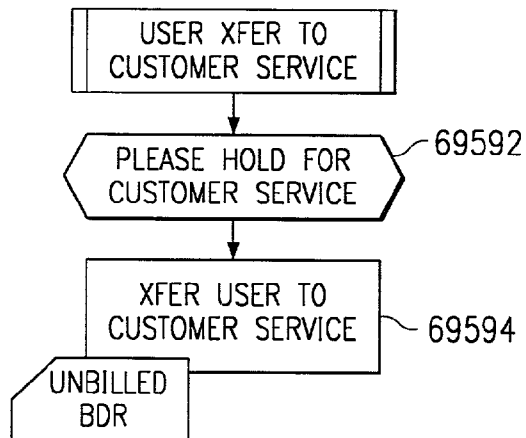 USER XFER TO
CUSTOMER SERVICE
PLEASE HOLD FOR
CUSTOMER SERVICE
69592
XFER USER TO
CUSTOMER SERVICE
69594
UNBILLED
BDR